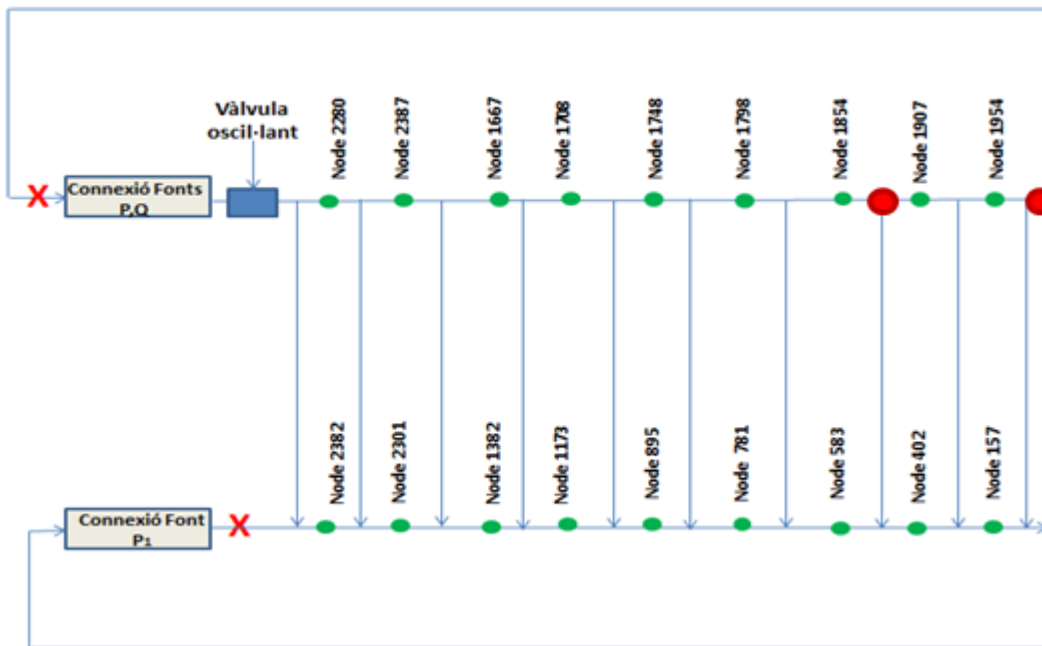 Vàlvula
oscil·lant
Node 2280
Node 2387
Node 1667
Node 1708
Node 1748
Node 1798
Node 1854
Node 1907
Node 1954
X
Connexió Fonts
P,Q
Node 2382
Node 2301
Node 1382
Node 1173
Node 895
Node 781
Node 583
Node 402
Node 157
Connexió Font
P1
X